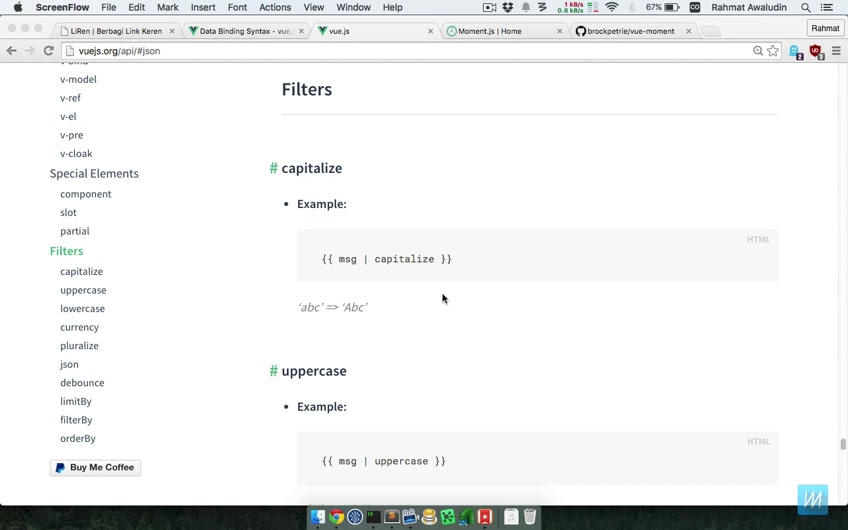 ScreenFlow File Edit Mark Insert Font Actions View Window Help 1 kB/s 0.6 kB/s 67% Rahmat Awaludin
LiRen | Berbagi Link Keren Data Binding Syntax - vue. vue.js Moment.js | Home brockpetrie/vue-moment Rahmat
vuejs.org/api/#json
v-model
v-ref
v-el
v-pre
v-cloak
Special Elements
component
slot
partial
Filters
capitalize
uppercase
lowercase
currency
pluralize
json
debounce
limitBy
filterBy
orderBy
Buy Me Coffee
Filters
# capitalize
Example:
HTML
{{ msg | capitalize }}
‘abc’ => ‘Abc’
# uppercase
Example:
HTML
{{ msg | uppercase }}